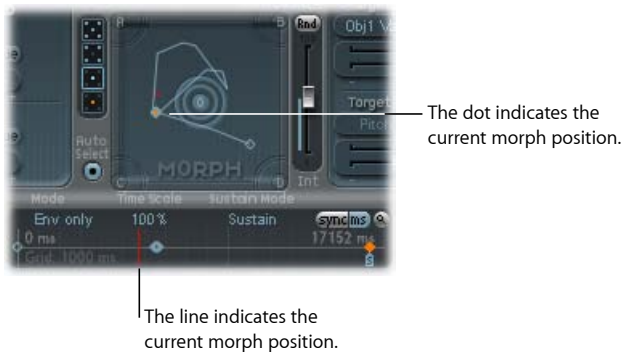 A B Rnd Obj1
Target
Pitch
The dot indicates the
current morph position.
Auto
Select
MORPH
C D Int
Mode Time Scale Sustain Mode
Env only 100% Sustain sync ms
0 ms 17152 ms
Grid: 1000 ms S
The line indicates the
current morph position.